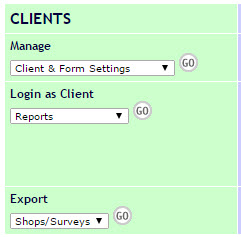 CLIENTS
Manage
Client & Form Settings GO
Login as Client
Reports GO
Export
Shops/Surveys GO